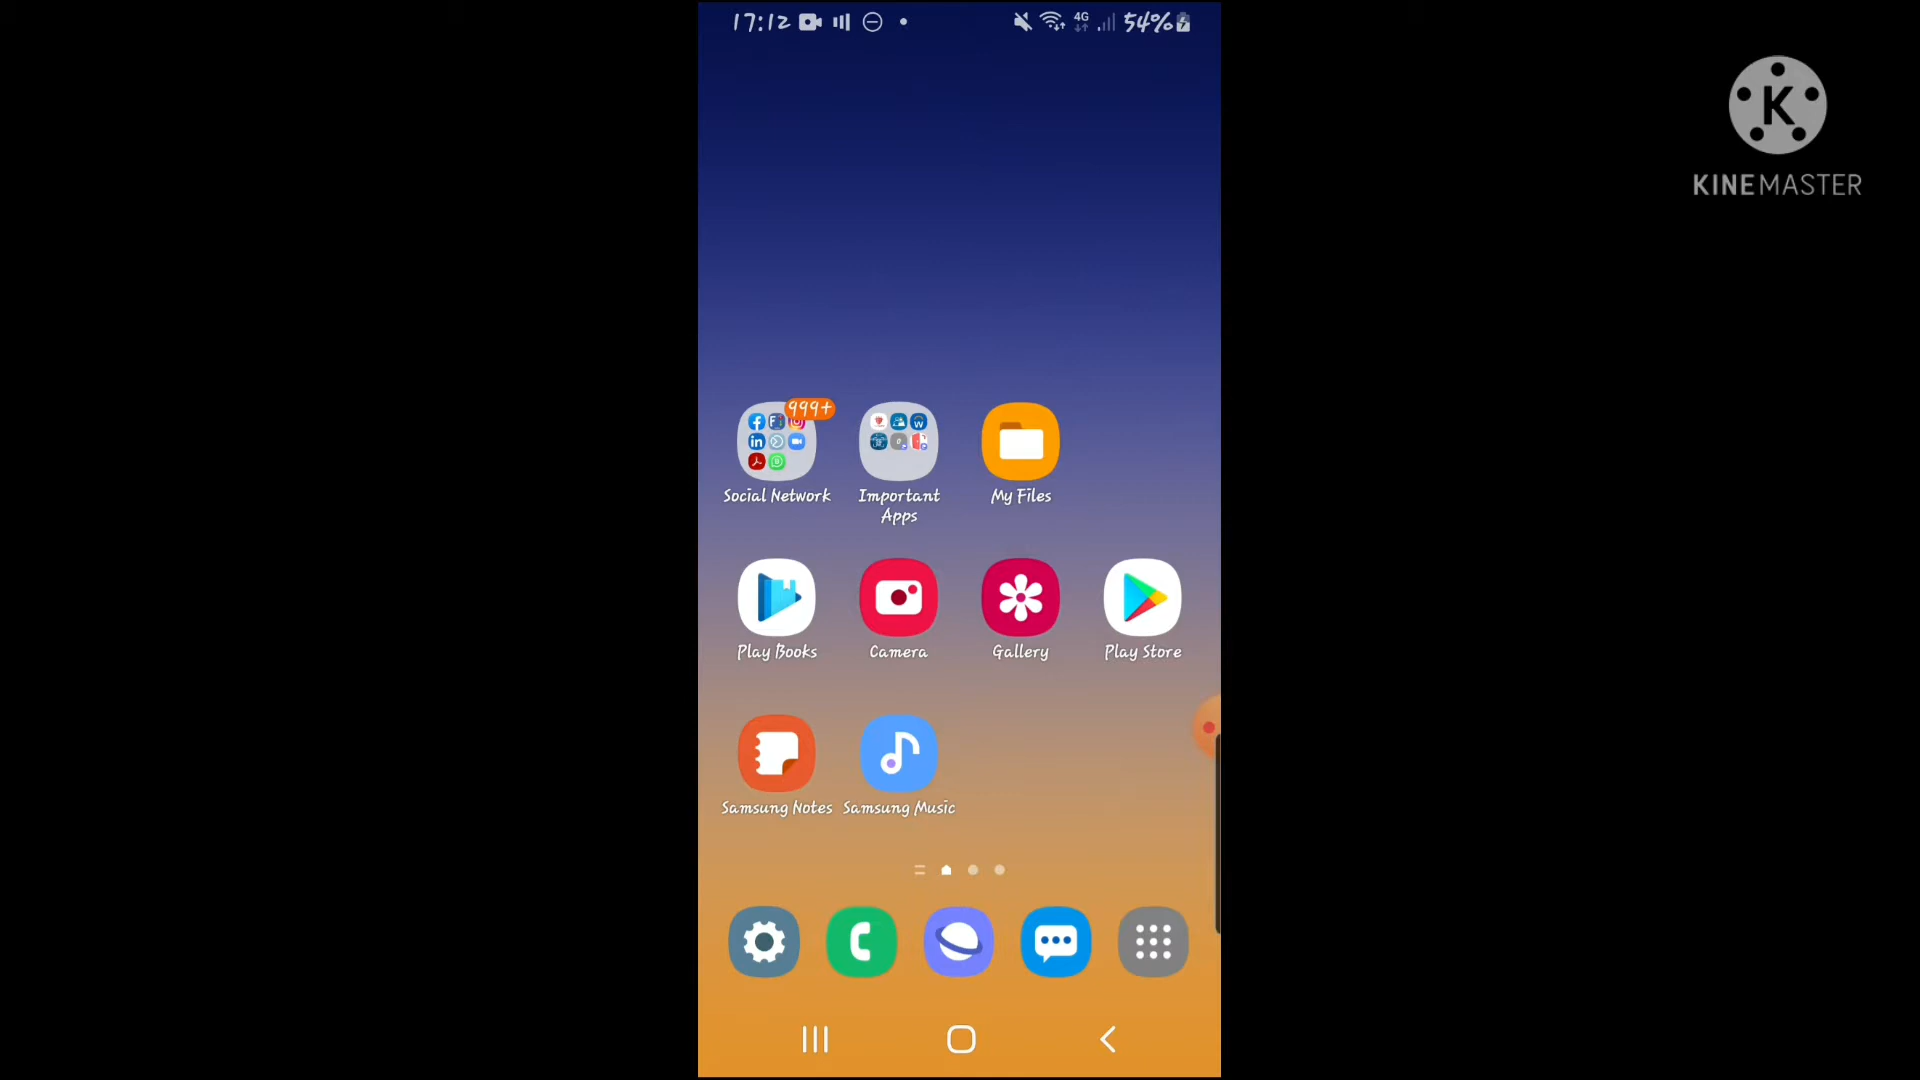 17:12
4G
54%
K
KINEMASTER
999+
Social Network
Important
Apps
My Files
Play Books
Camera
Gallery
Play Store
Samsung Notes
Samsung Music